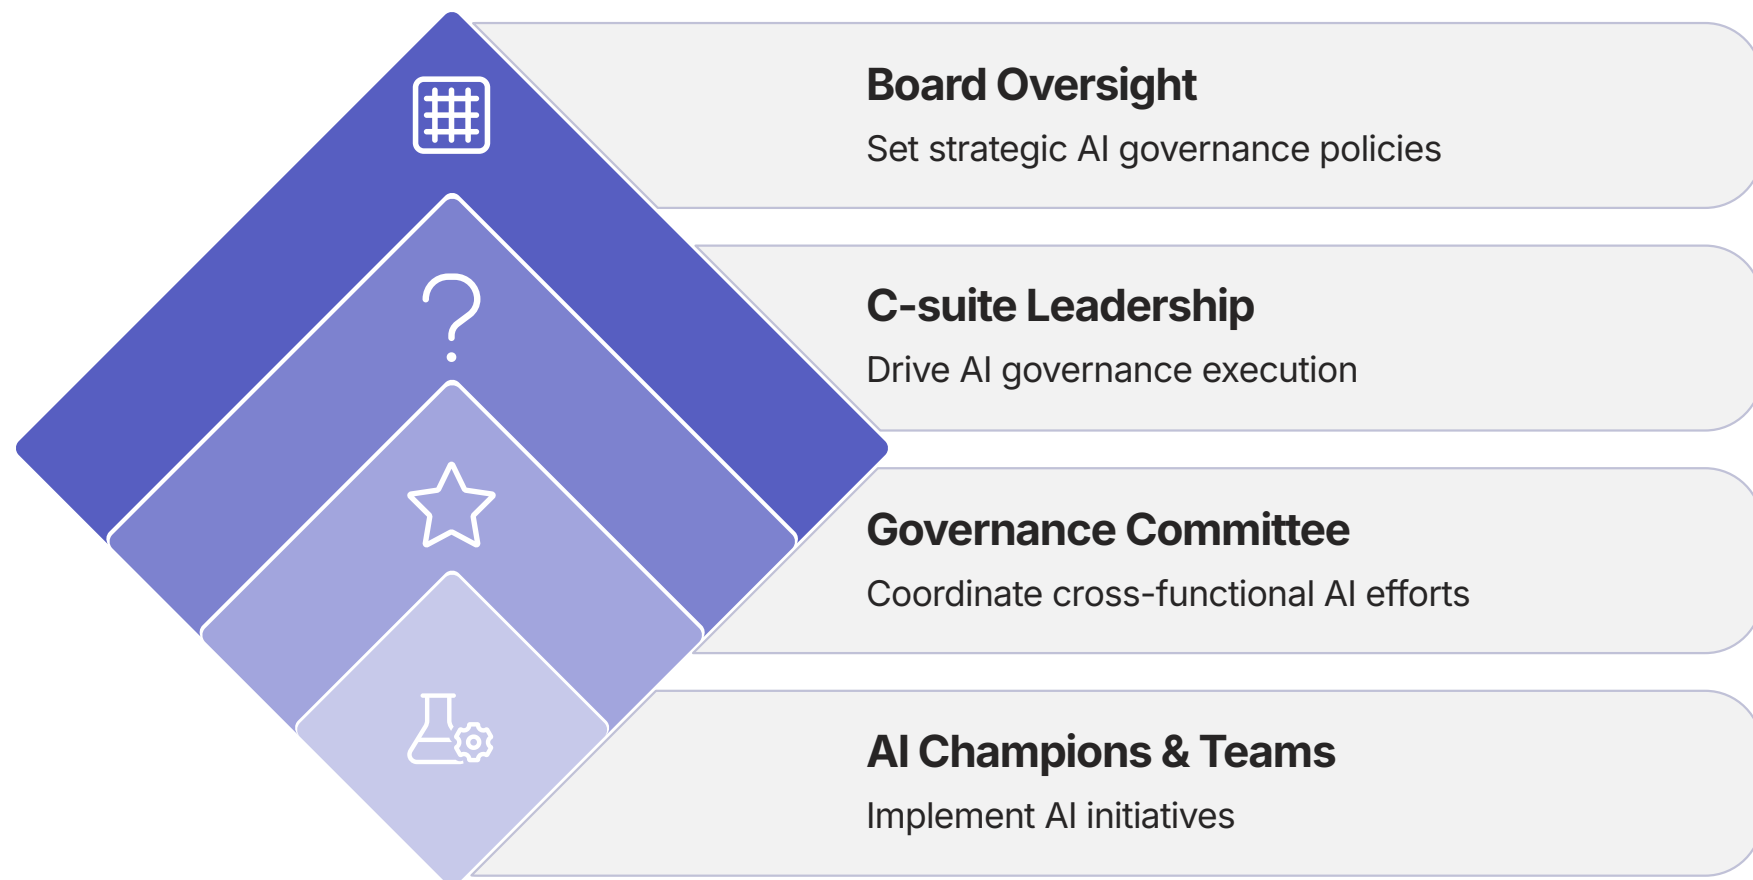 Board Oversight
Set strategic AI governance policies
C-suite Leadership
Drive AI governance execution
Governance Committee
Coordinate cross-functional AI efforts
AI Champions & Teams
Implement AI initiatives